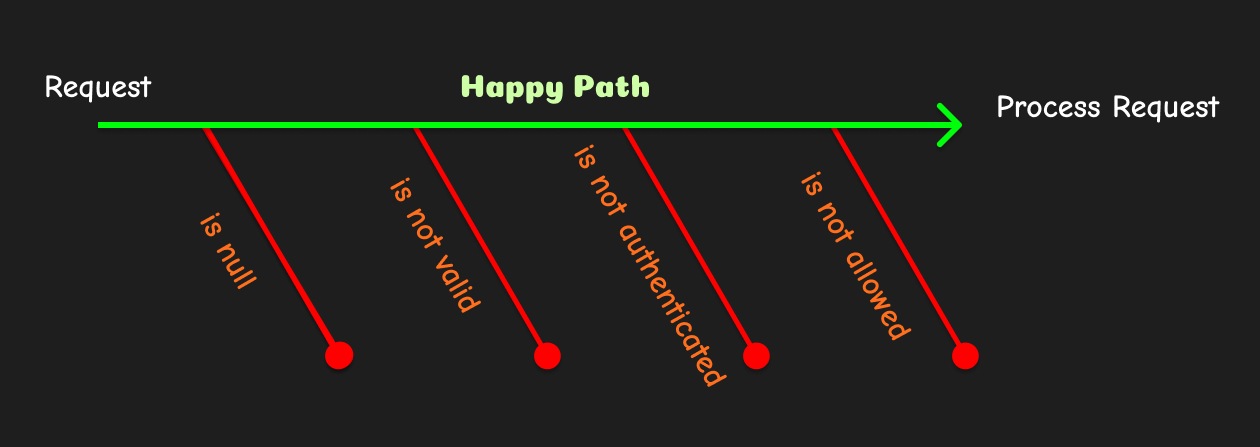 Request
Happy Path
Process Request
is null
is not valid
is not authenticated
is not allowed